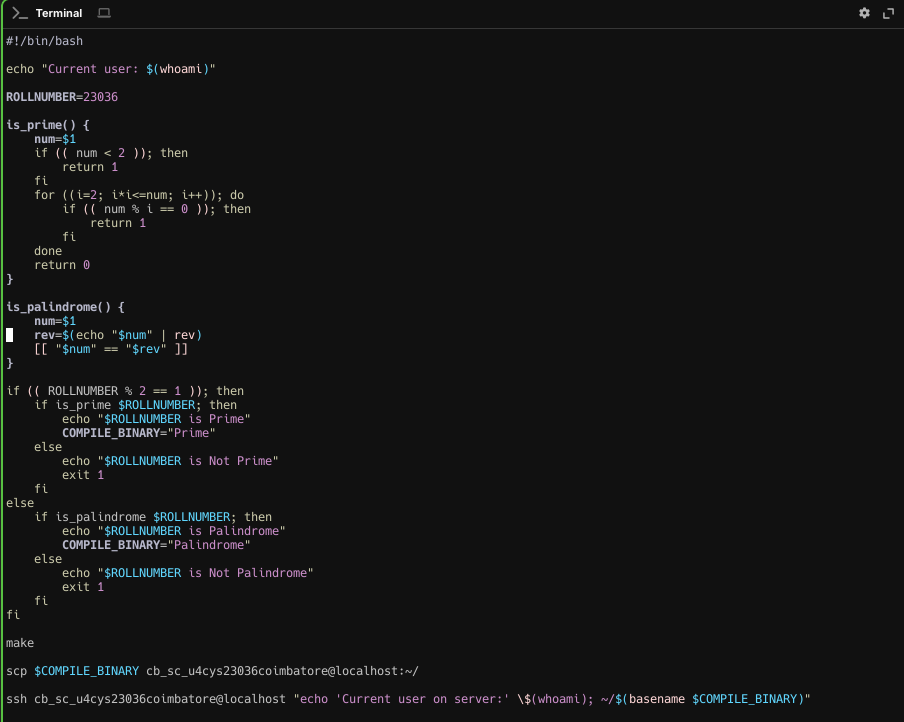 Terminal
#!/bin/bash
echo "Current user: $(whoami)"
ROLLNUMBER=23036
is_prime() {
    num=$1
    if (( num < 2 )); then
        return 1
    fi
    for ((i=2; i*i<=num; i++)); do
        if (( num % i == 0 )); then
            return 1
        fi
    done
    return 0
}
is_palindrome() {
    num=$1
    rev=$(echo "$num" | rev)
    [[ "$num" == "$rev" ]]
}
if (( ROLLNUMBER % 2 == 1 )); then
    if is_prime $ROLLNUMBER; then
        echo "$ROLLNUMBER is Prime"
        COMPILE_BINARY="Prime"
    else
        echo "$ROLLNUMBER is Not Prime"
        exit 1
    fi
else
    if is_palindrome $ROLLNUMBER; then
        echo "$ROLLNUMBER is Palindrome"
        COMPILE_BINARY="Palindrome"
    else
        echo "$ROLLNUMBER is Not Palindrome"
        exit 1
    fi
fi
make
scp $COMPILE_BINARY cb_sc_u4cys23036coimbatore@localhost:~/
ssh cb_sc_u4cys23036coimbatore@localhost "echo 'Current user on server:' \$(whoami); ~/$(basename $COMPILE_BINARY)"